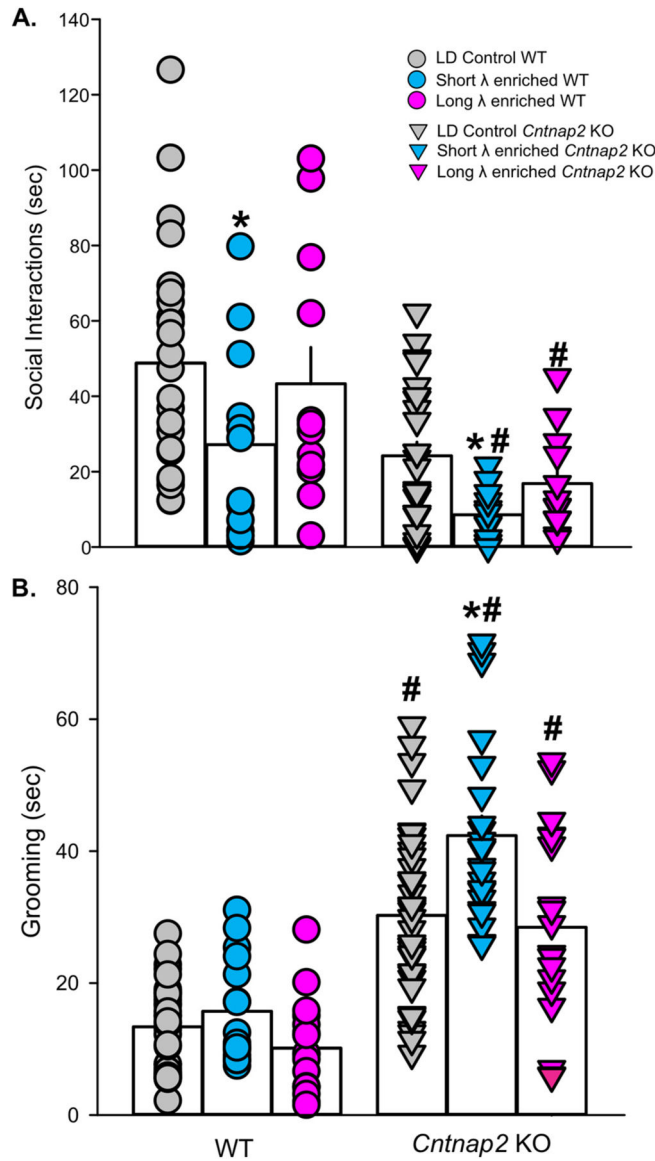 A.
140
120
100
80
60
40
20
0
Social Interactions (sec)
LD Control WT
Short λ enriched WT
Long λ enriched WT
LD Control Cntnap2 KO
Short λ enriched Cntnap2 KO
Long λ enriched Cntnap2 KO
*
*#
#
B.
80
60
40
20
0
Grooming (sec)
#
*#
#
WT
Cntnap2 KO